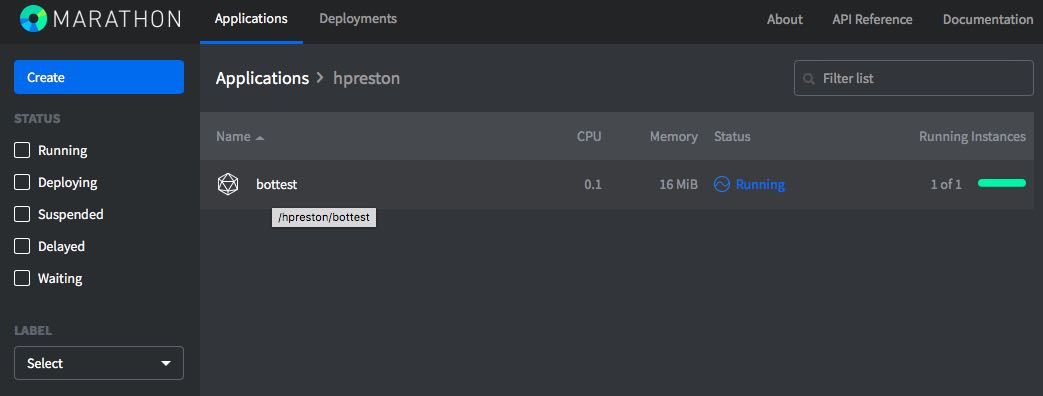 MARATHON Applications Deployments About API Reference Documentation
Create
Applications > hpreston
Filter list
STATUS
Running
Deploying
Suspended
Delayed
Waiting
LABEL
Select
Name CPU Memory Status Running Instances
bottest 0.1 16 MiB Running 1 of 1
/hpreston/bottest